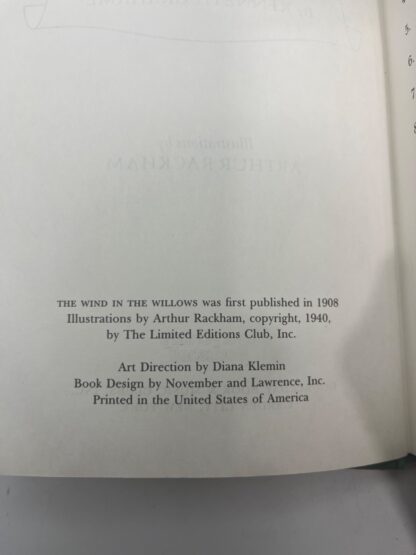 THE WIND IN THE WILLOWS was first published in 1908
Illustrations by Arthur Rackham, copyright, 1940,
by The Limited Editions Club, Inc.
Art Direction by Diana Klemin
Book Design by November and Lawrence, Inc.
Printed in the United States of America